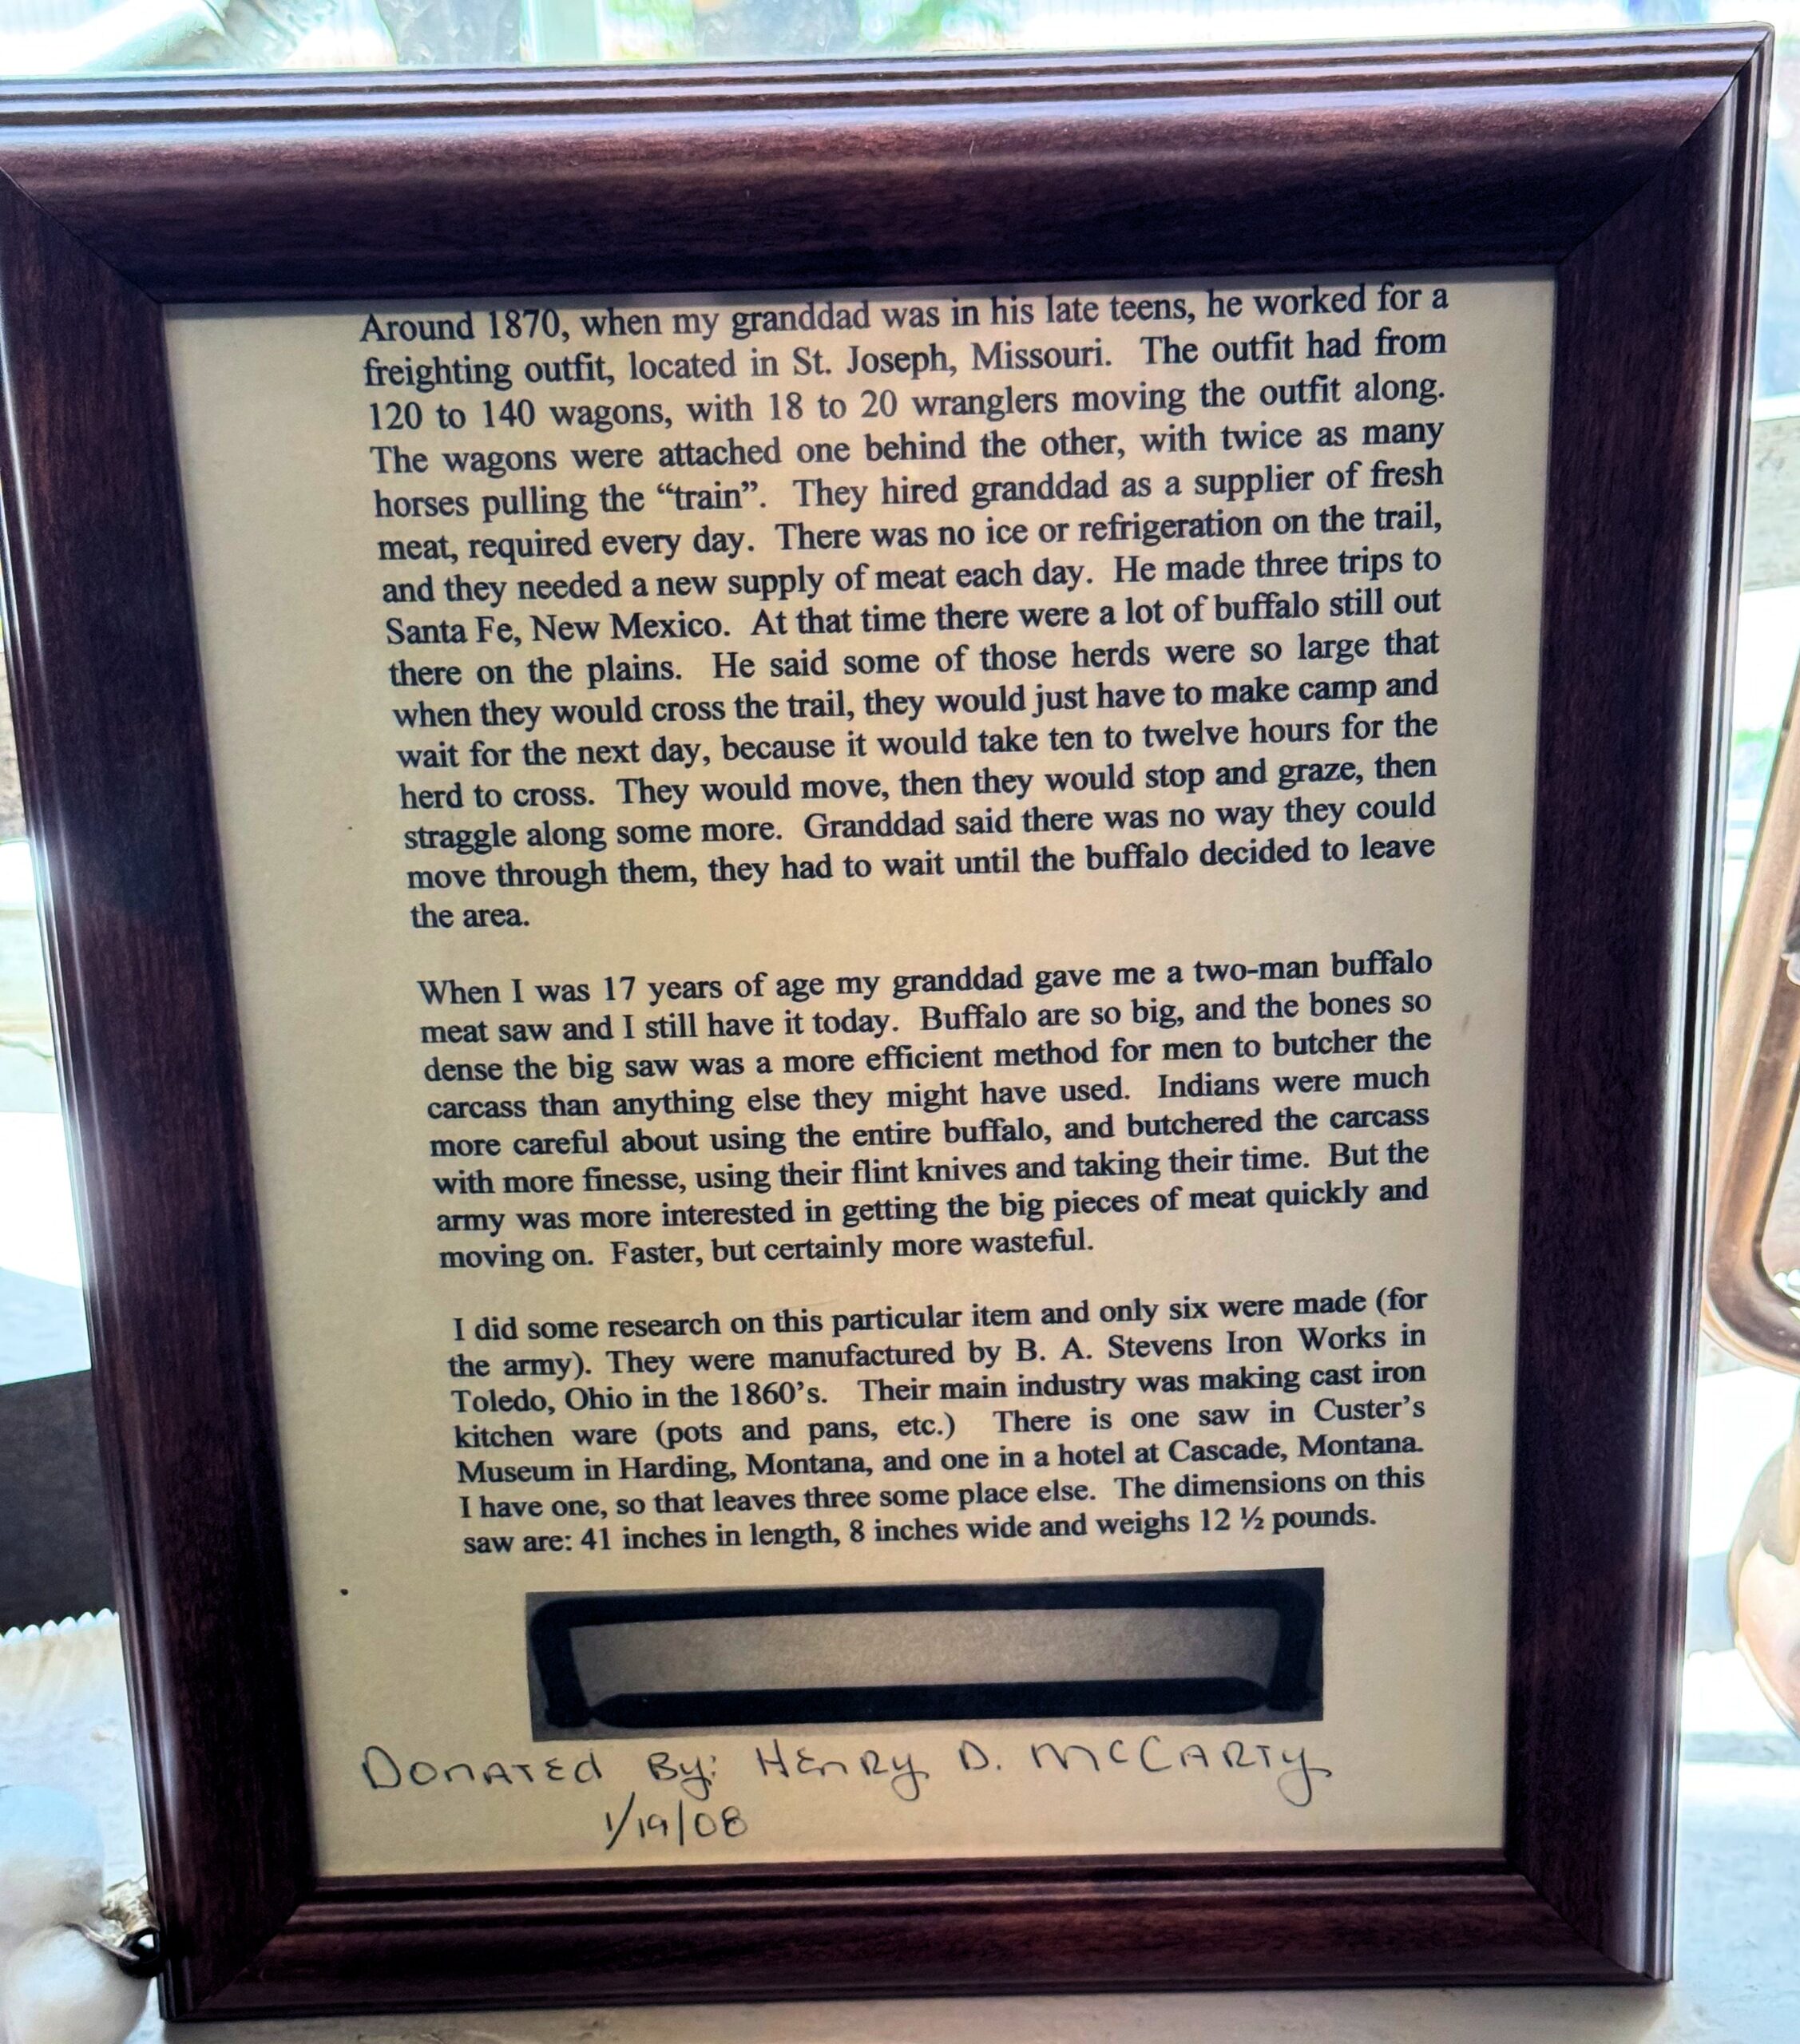 Around 1870, when my granddad was in his late teens, he worked for a
freighting outfit, located in St. Joseph, Missouri. The outfit had from
120 to 140 wagons, with 18 to 20 wranglers moving the outfit along.
The wagons were attached one behind the other, with twice as many
horses pulling the “train”. They hired granddad as a supplier of fresh
meat, required every day. There was no ice or refrigeration on the trail,
and they needed a new supply of meat each day. He made three trips to
Santa Fe, New Mexico. At that time there were a lot of buffalo still out
there on the plains. He said some of those herds were so large that
when they would cross the trail, they would just have to make camp and
wait for the next day, because it would take ten to twelve hours for the
herd to cross. They would move, then they would stop and graze, then
straggle along some more. Granddad said there was no way they could
move through them, they had to wait until the buffalo decided to leave
the area.
When I was 17 years of age my granddad gave me a two-man buffalo
meat saw and I still have it today. Buffalo are so big, and the bones so
dense the big saw was a more efficient method for men to butcher the
carcass than anything else they might have used. Indians were much
more careful about using the entire buffalo, and butchered the carcass
with more finesse, using their flint knives and taking their time. But the
army was more interested in getting the big pieces of meat quickly and
moving on. Faster, but certainly more wasteful.
I did some research on this particular item and only six were made (for
the army). They were manufactured by B. A. Stevens Iron Works in
Toledo, Ohio in the 1860’s. Their main industry was making cast iron
kitchen ware (pots and pans, etc.) There is one saw in Custer’s
Museum in Harding, Montana, and one in a hotel at Cascade, Montana.
I have one, so that leaves three some place else. The dimensions on this
saw are: 41 inches in length, 8 inches wide and weighs 12 ½ pounds.
Donated By: Henry D. McCarty
1/19/08